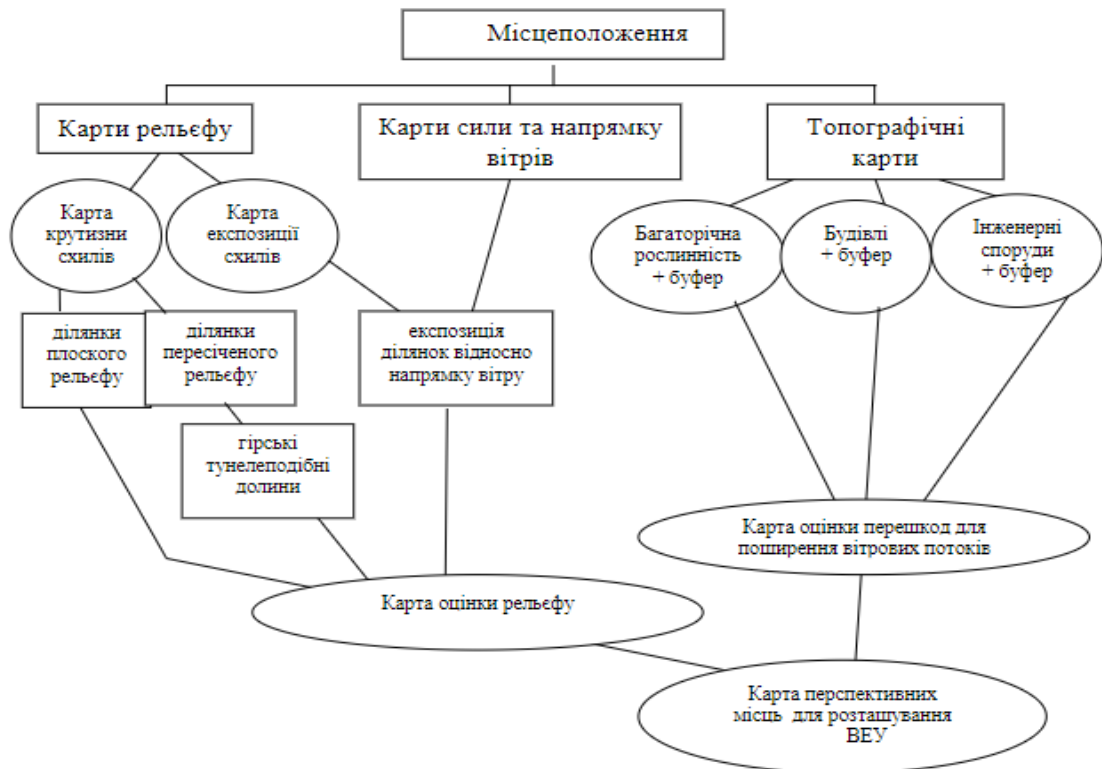 Місцеположення
Карти рельєфу
Карти сили та напрямку
вітрів
Топографічні
карти
Карта
крутизни
схилів
Карта
експозиції
схилів
Багаторічна
рослинність
+ буфер
Будівлі
+ буфер
Інженерні
споруди
+ буфер
ділянки
плоского
рельєфу
ділянки
пересіченого
рельєфу
експозиція
ділянок відносно
напрямку вітру
гірські
тунелеподібні
долини
Карта оцінки перешкод для
поширення вітрових потоків
Карта оцінки рельєфу
Карта перспективних
місць для розташування
ВЕУ